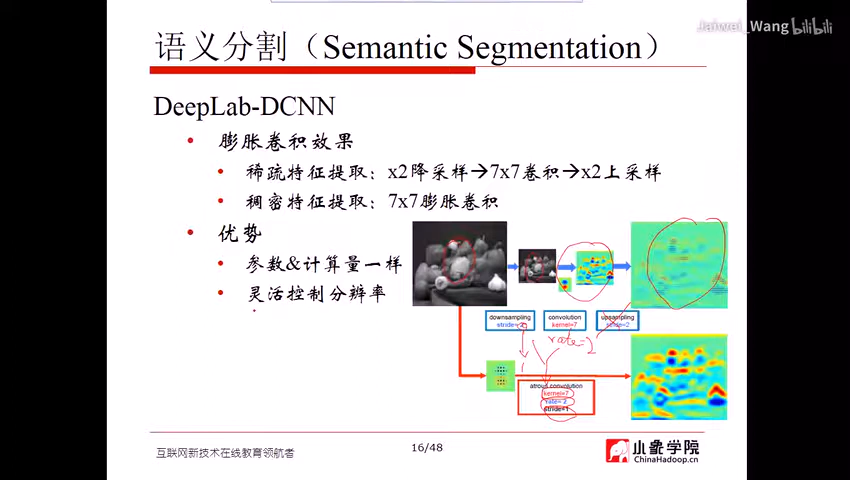 Jaiwei_Wang bilibili
语义分割（Semantic Segmentation）
DeepLab-DCNN
• 膨胀卷积效果
• 稀疏特征提取：x2降采样→7x7卷积→x2上采样
• 稠密特征提取：7x7膨胀卷积
• 优势
• 参数&计算量一样
• 灵活控制分辨率
downsampling
stride=2
convolution
kernel=7
upsampling
stride=2
rate=2
atrous convolution
kernel=7
rate=2
stride=1
互联网新技术在线教育领航者
16/48
小象学院
ChinaHadoop.cn